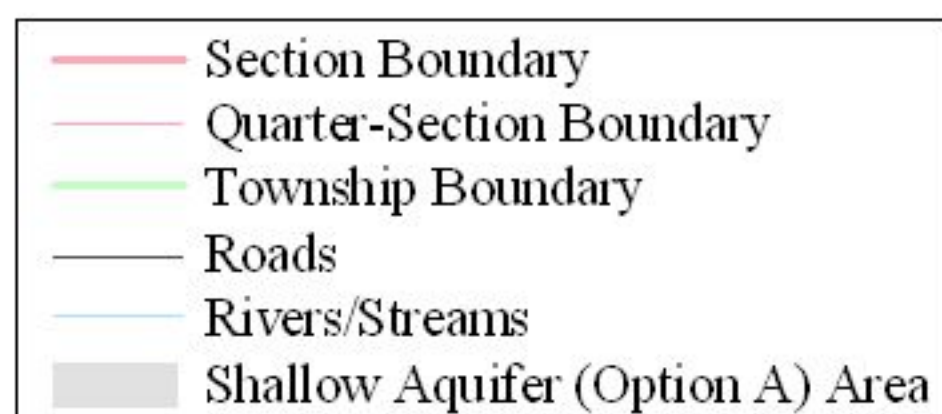 Section Boundary
Quarter-Section Boundary
Township Boundary
Roads
Rivers/Streams
Shallow Aquifer (Option A) Area